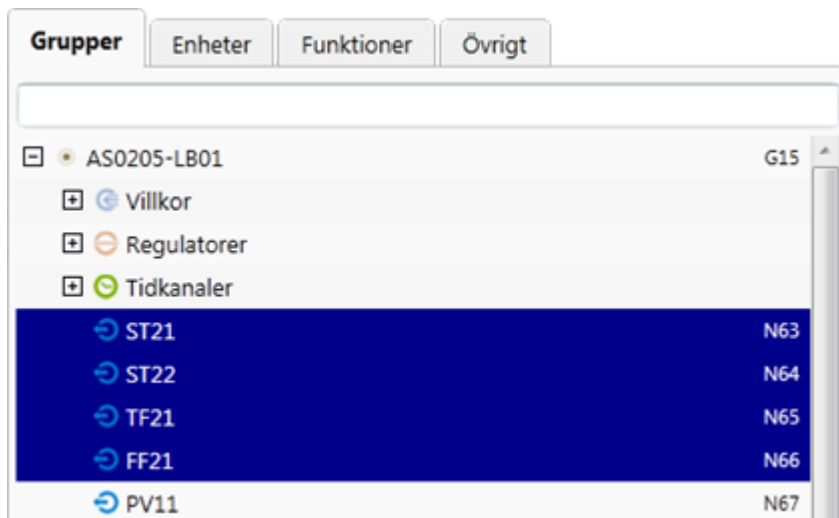 Grupper Enheter Funktioner Övrigt
AS0205-LB01 G15
Villkor
Regulatorer
Tidkanaler
ST21 N63
ST22 N64
TF21 N65
FF21 N66
PV11 N67